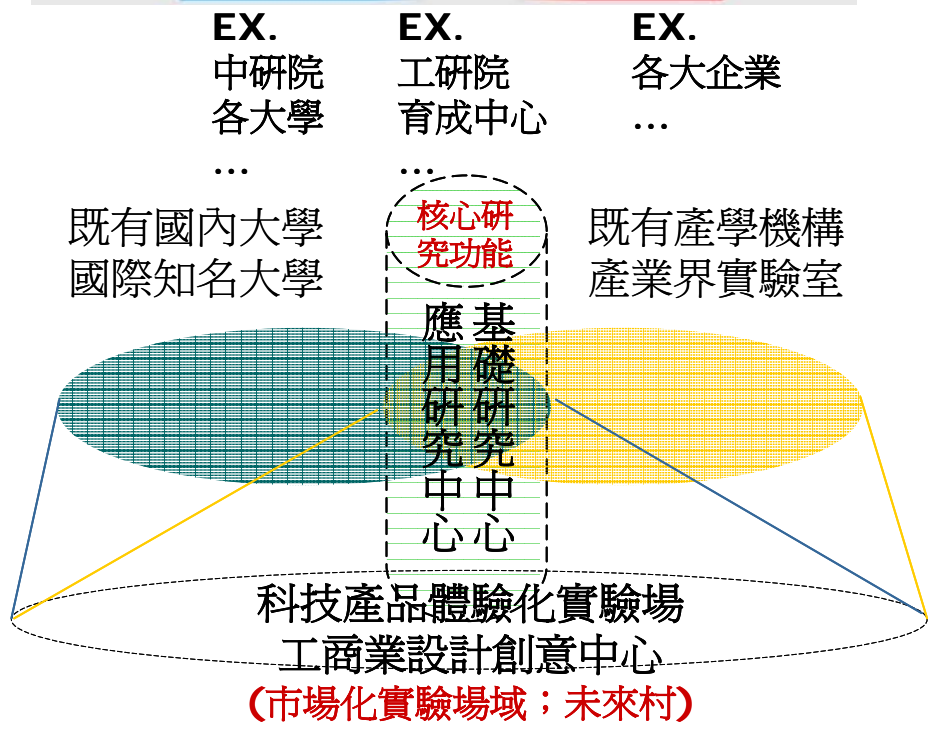 EX.
中研院
各大學
…
EX.
工研院
育成中心
…
EX.
各大企業
…
既有國內大學
國際知名大學
核心研
究功能
既有產學機構
產業界實驗室
基礎研究中心
應用研究中心
科技產品體驗化實驗場
工商業設計創意中心
(市場化實驗場域；未來村)